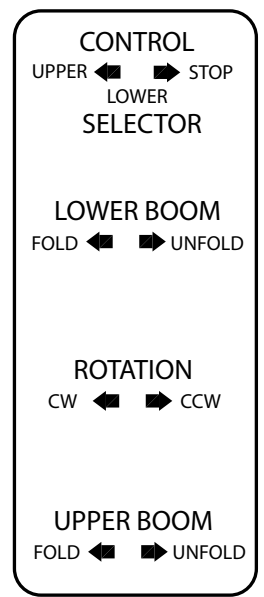 CONTROL
UPPER STOP
LOWER
SELECTOR
LOWER BOOM
FOLD UNFOLD
ROTATION
CW CCW
UPPER BOOM
FOLD UNFOLD